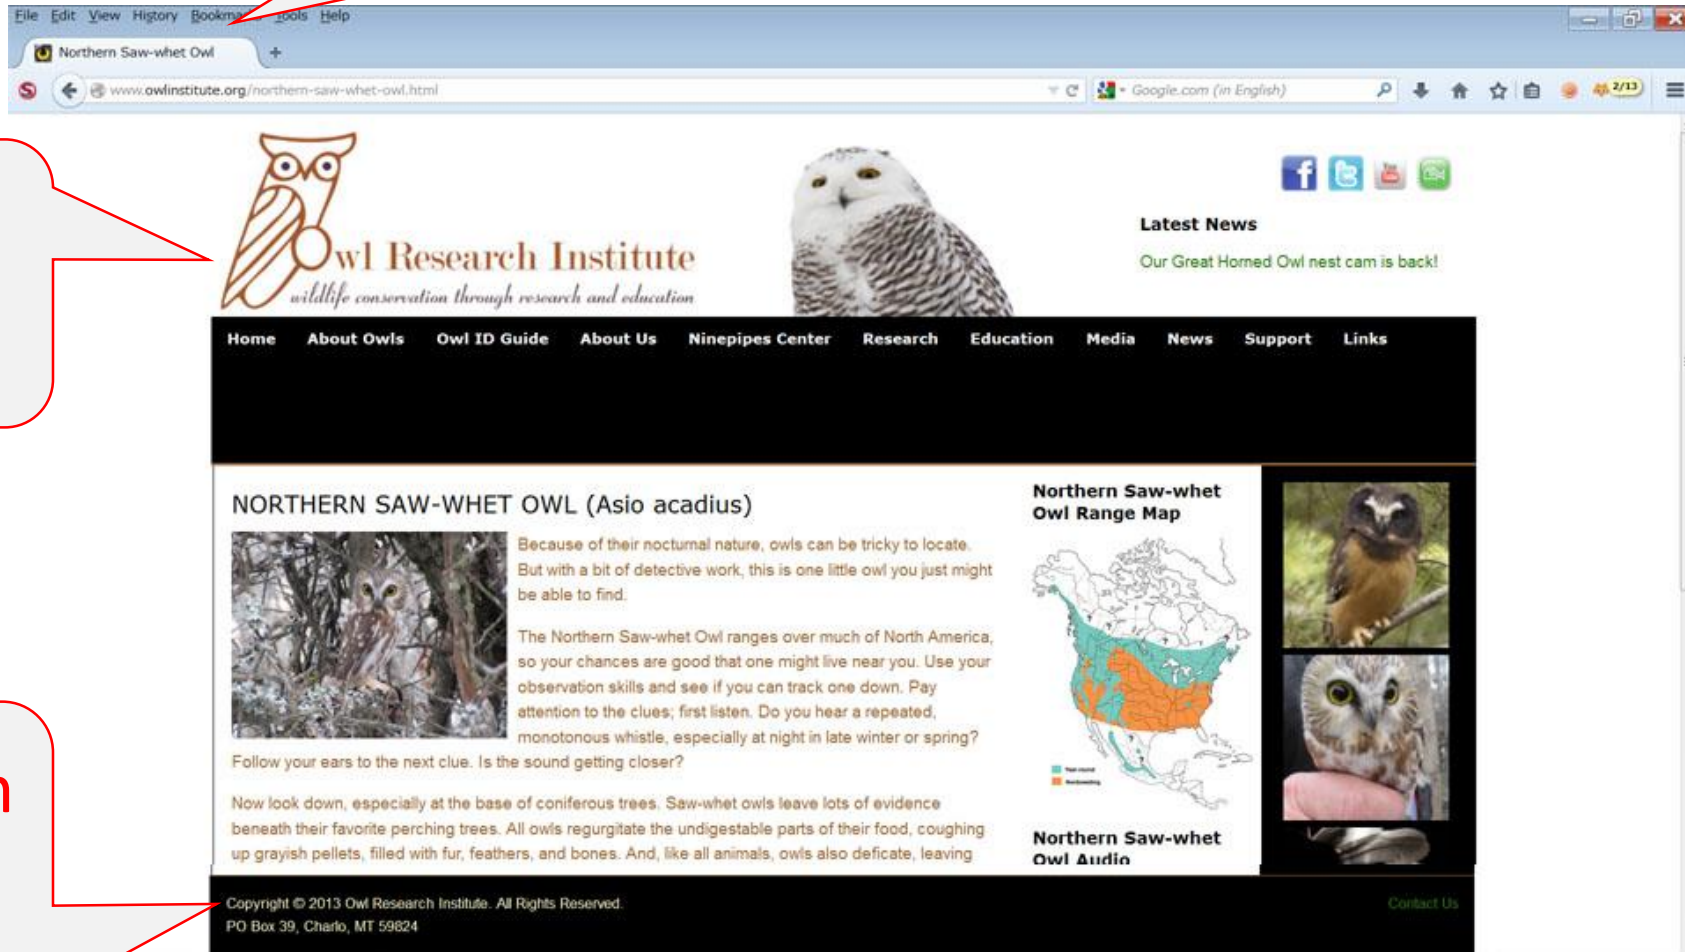 File Edit View History Bookmarks Tools Help
Northern Saw-whet Owl
www.owlinstitute.org/northern-saw-whet-owl.html
Google.com (in English)
2/13
Owl Research Institute
wildlife conservation through research and education
Latest News
Our Great Horned Owl nest cam is back!
Home About Owls Owl ID Guide About Us Ninepipes Center Research Education Media News Support Links
NORTHERN SAW-WHET OWL (Asio acadius)
Because of their nocturnal nature, owls can be tricky to locate.
But with a bit of detective work, this is one little owl you just might
be able to find.
The Northern Saw-whet Owl ranges over much of North America,
so your chances are good that one might live near you. Use your
observation skills and see if you can track one down. Pay
attention to the clues; first listen. Do you hear a repeated,
monotonous whistle, especially at night in late winter or spring?
Follow your ears to the next clue. Is the sound getting closer?
Now look down, especially at the base of coniferous trees. Saw-whet owls leave lots of evidence
beneath their favorite perching trees. All owls regurgitate the undigestable parts of their food, coughing
up grayish pellets, filled with fur, feathers, and bones. And, like all animals, owls also deficate, leaving
Northern Saw-whet
Owl Range Map
Northern Saw-whet
Owl Audio
Copyright © 2013 Owl Research Institute. All Rights Reserved.
PO Box 39, Charlo, MT 59824
Contact Us